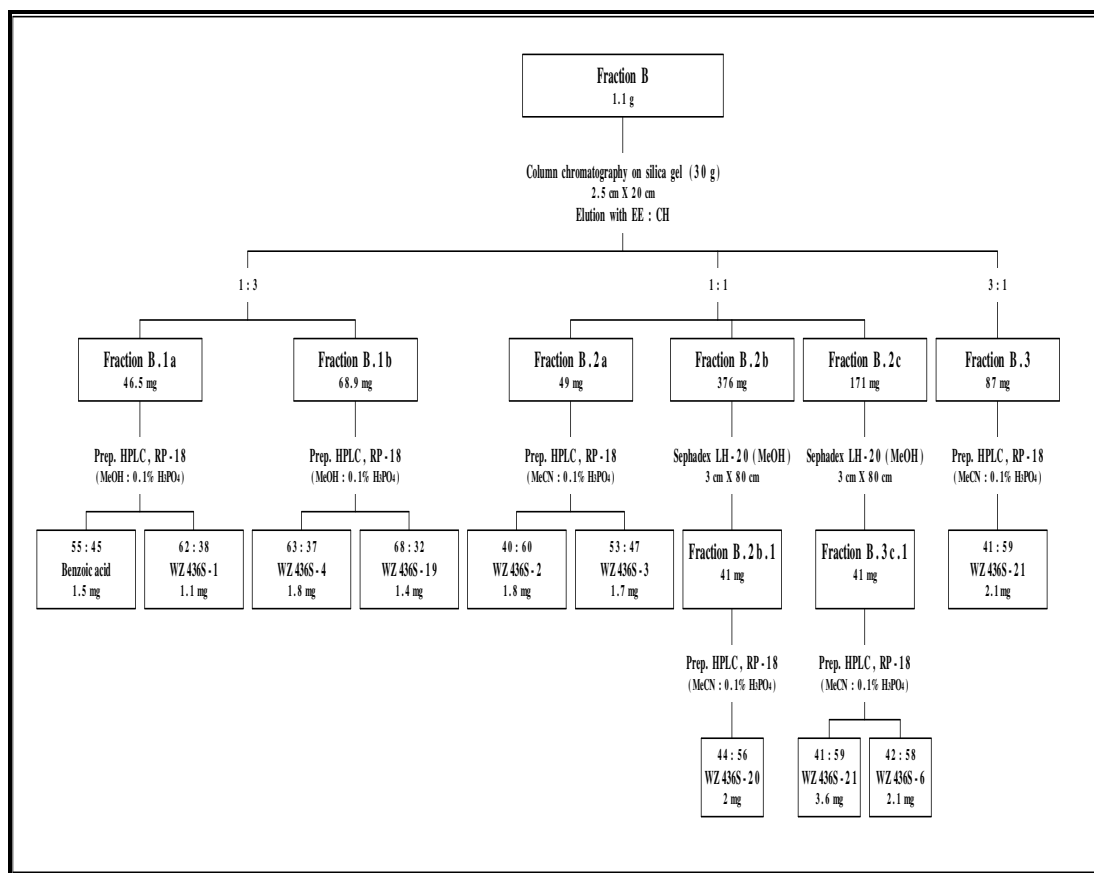 Fraction B
1.1 g
Column chromatography on silica gel (30 g)
2.5 cm X 20 cm
Elution with EE : CH
1 : 3
1 : 1
3 : 1
Fraction B.1a
46.5 mg
Fraction B.1b
68.9 mg
Fraction B.2a
49 mg
Fraction B.2b
376 mg
Fraction B.2c
171 mg
Fraction B.3
87 mg
Prep. HPLC, RP-18
(MeOH : 0.1% H3PO4)
Prep. HPLC, RP-18
(MeOH : 0.1% H3PO4)
Prep. HPLC, RP-18
(MeCN : 0.1% H3PO4)
Sephadex LH-20 (MeOH)
3 cm X 80 cm
Sephadex LH-20 (MeOH)
3 cm X 80 cm
Prep. HPLC, RP-18
(MeCN : 0.1% H3PO4)
55 : 45
Benzoic acid
1.5 mg
62 : 38
WZ 436S-1
1.1 mg
63 : 37
WZ 436S-4
1.8 mg
68 : 32
WZ 436S-19
1.4 mg
40 : 60
WZ 436S-2
1.8 mg
53 : 47
WZ 436S-3
1.7 mg
Fraction B.2b.1
41 mg
Fraction B.3c.1
41 mg
41 : 59
WZ 436S-21
2.1 mg
Prep. HPLC, RP-18
(MeCN : 0.1% H3PO4)
Prep. HPLC, RP-18
(MeCN : 0.1% H3PO4)
44 : 56
WZ 436S-20
2 mg
41 : 59
WZ 436S-21
3.6 mg
42 : 58
WZ 436S-6
2.1 mg